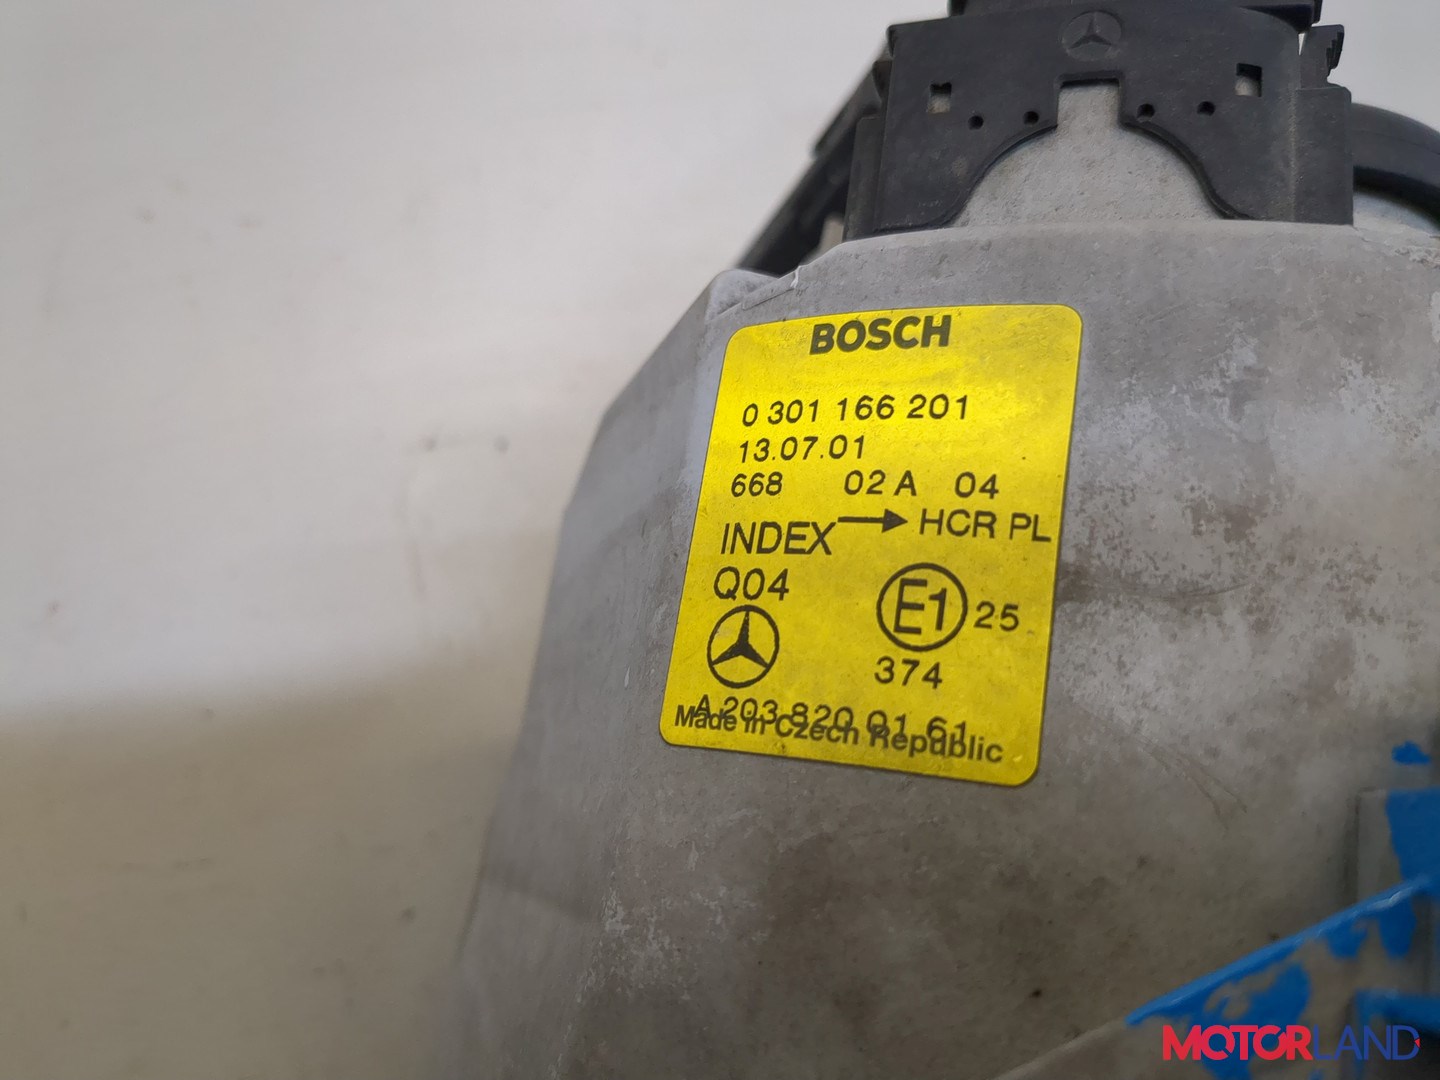 BOSCH
0 301 166 201
13.07.01
668 02 A 04
INDEX → HCR PL
Q04
E1 25
374
A 203 820 01 61
Made in Czech Republic
MOTORLAND